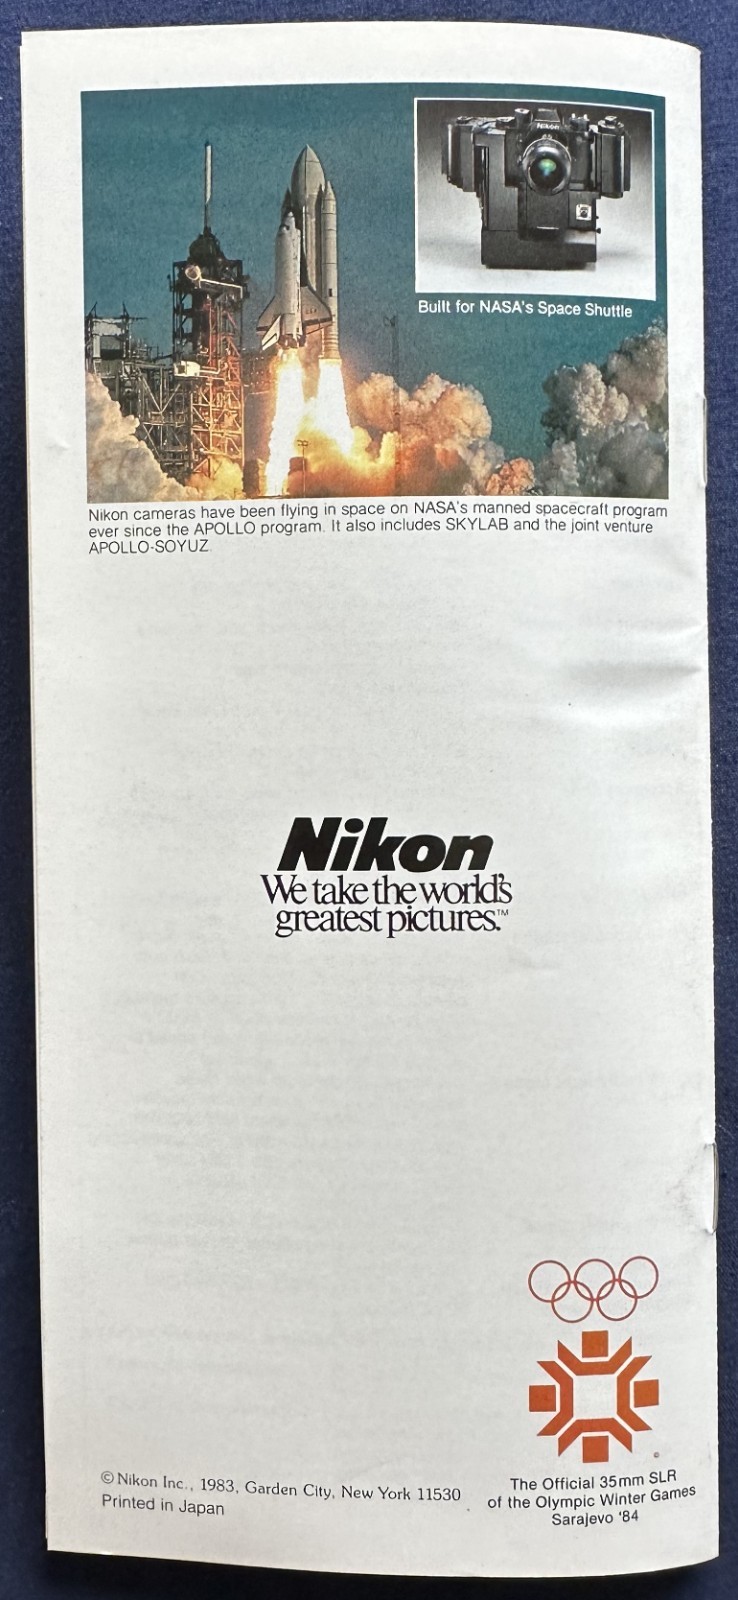 Nikon
Built for NASA's Space Shuttle
Nikon cameras have been flying in space on NASA's manned spacecraft program
ever since the APOLLO program. It also includes SKYLAB and the joint venture
APOLLO-SOYUZ.
Nikon
We take the world's
greatest pictures.™
© Nikon Inc., 1983, Garden City, New York 11530
Printed in Japan
©
The Official 35mm SLR
of the Olympic Winter Games
Sarajevo '84